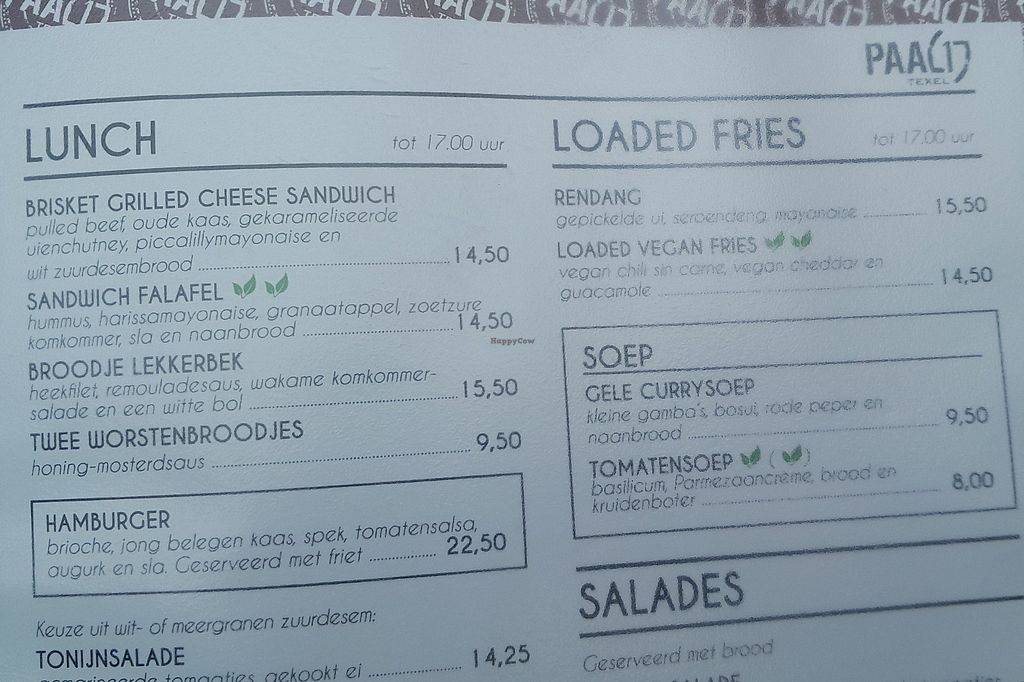 PAAL17
TEXEL
LUNCH
tot 17.00 uur
BRISKET GRILLED CHEESE SANDWICH
pulled beef, oude kaas, gekarameliseerde
uienchutney, piccalillymayonaise en
wit zuurdesembrood 14,50
SANDWICH FALAFEL
hummus, harissamayonaise, granaatappel, zoetzure
komkommer, sla en naanbrood 14,50
BROODJE LEKKERBEK
heekfilet, remouladesaus, wakame komkommer-
salade en een witte bol 15,50
TWEE WORSTENBROODJES
honing-mosterdsaus 9,50
HAMBURGER
brioche, jong belegen kaas, spek, tomatensalsa,
augurk en sla. Geserveerd met friet 22,50
Keuze uit wit- of meergranen zuurdesem:
TONIJNSALADE
gemarineerde tomaatjes, gekookt ei 14,25
LOADED FRIES
tot 17.00 uur
RENDANG
gepickelde ui, seroendeng, mayonaise 15,50
LOADED VEGAN FRIES
vegan chili sin carne, vegan cheddar en
guacamole 14,50
SOEP
GELE CURRYSOEP
kleine gamba's, bosui, rode peper en
naanbrood 9,50
TOMATENSOEP ( )
basilicum, Parmezaancrème, brood en
kruidenboter 8,00
SALADES
Geserveerd met brood
SALADE
HappyCow